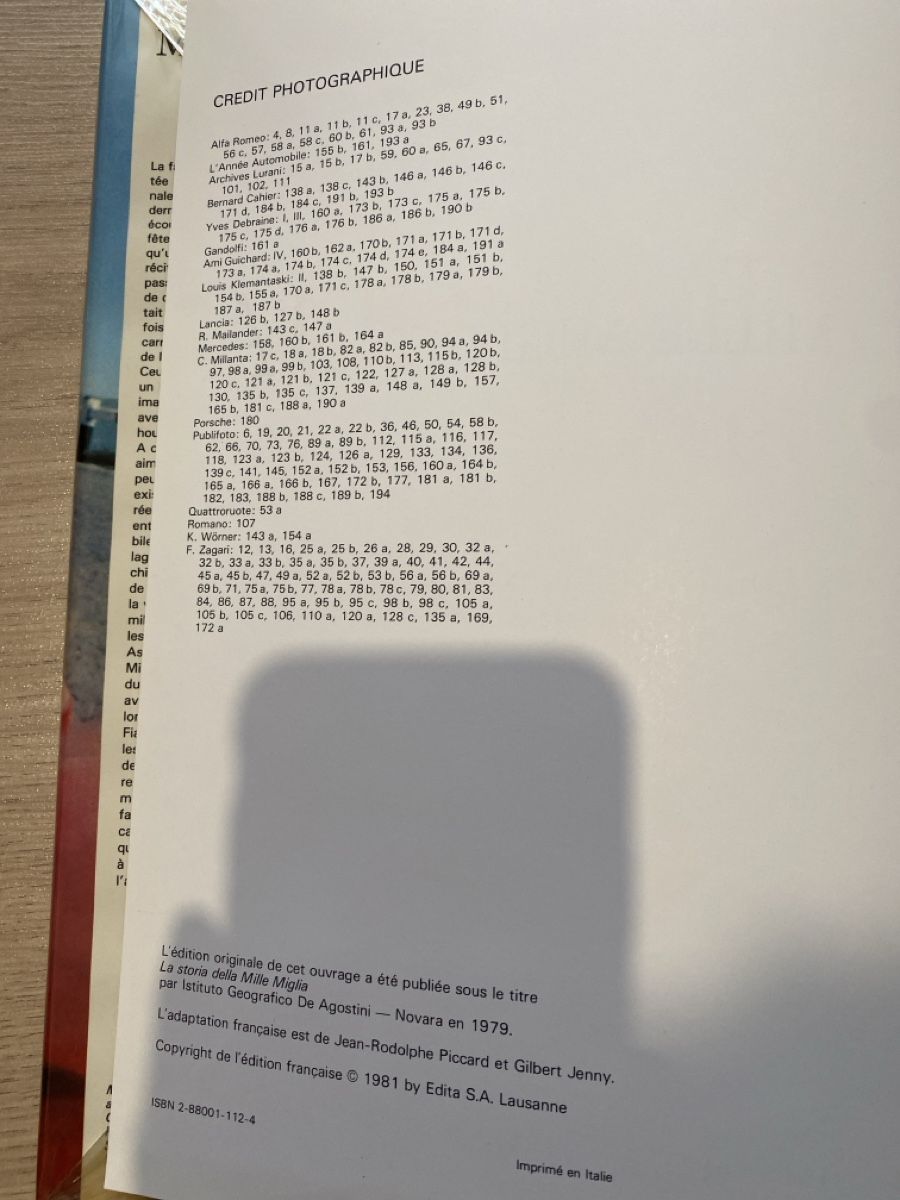 M
CREDIT PHOTOGRAPHIQUE
Alfa Romeo: 4, 8, 11 a, 11 b, 11 c, 17 a, 23, 38, 49 b, 51,
56 c, 57, 58 a, 58 c, 60 b, 61, 93 a, 93 b
L'Année Automobile: 155 b, 161, 193 a
Archives Lurani: 15 a, 15 b, 17 b, 59, 60 a, 65, 67, 93 c,
101, 102, 111
Bernard Cahier: 138 a, 138 c, 143 b, 146 a, 146 b, 146 c,
171 d, 184 b, 184 c, 191 b, 193 b
Yves Debraine: I, III, 160 a, 173 b, 173 c, 175 a, 175 b,
175 c, 175 d, 176 a, 176 b, 186 a, 186 b, 190 b
Gandolfi: 161 a
Ami Guichard: IV, 160 b, 162 a, 170 b, 171 a, 171 b, 171 d,
173 a, 174 a, 174 b, 174 c, 174 d, 174 e, 184 a, 191 a
Louis Klemantaski: II, 138 b, 147 b, 150, 151 a, 151 b,
154 b, 155 a, 170 a, 171 c, 178 a, 178 b, 179 a, 179 b,
187 a, 187 b
Lancia: 126 b, 127 b, 148 b
R. Mailander: 143 c, 147 a
Mercedes: 158, 160 b, 161 b, 164 a
C. Millanta: 17 c, 18 a, 18 b, 82 a, 82 b, 85, 90, 94 a, 94 b,
97, 98 a, 99 a, 99 b, 103, 108, 110 b, 113, 115 b, 120 b,
120 c, 121 a, 121 b, 121 c, 122, 127 a, 128 a, 128 b,
130, 135 b, 135 c, 137, 139 a, 148 a, 149 b, 157,
165 b, 181 c, 188 a, 190 a
Porsche: 180
Publifoto: 6, 19, 20, 21, 22 a, 22 b, 36, 46, 50, 54, 58 b,
62, 66, 70, 73, 76, 89 a, 89 b, 112, 115 a, 116, 117,
118, 123 a, 123 b, 124, 126 a, 129, 133, 134, 136,
139 c, 141, 145, 152 a, 152 b, 153, 156, 160 a, 164 b,
165 a, 166 a, 166 b, 167, 172 b, 177, 181 a, 181 b,
182, 183, 188 b, 188 c, 189 b, 194
Quattroruote: 53 a
Romano: 107
K. Wörner: 143 a, 154 a
F. Zagari: 12, 13, 16, 25 a, 25 b, 26 a, 28, 29, 30, 32 a,
32 b, 33 a, 33 b, 35 a, 35 b, 37, 39 a, 40, 41, 42, 44,
45 a, 45 b, 47, 49 a, 52 a, 52 b, 53 b, 56 a, 56 b, 69 a,
69 b, 71, 75 a, 75 b, 77, 78 a, 78 b, 78 c, 79, 80, 81, 83,
84, 86, 87, 88, 95 a, 95 b, 95 c, 98 b, 98 c, 105 a,
105 b, 105 c, 106, 110 a, 120 a, 128 c, 135 a, 169,
172 a
L'édition originale de cet ouvrage a été publiée sous le titre
La storia della Mille Miglia
par Istituto Geografico De Agostini — Novara en 1979.
L'adaptation française est de Jean-Rodolphe Piccard et Gilbert Jenny.
Copyright de l'édition française © 1981 by Edita S.A. Lausanne
ISBN 2-88001-112-4
Imprimé en Italie